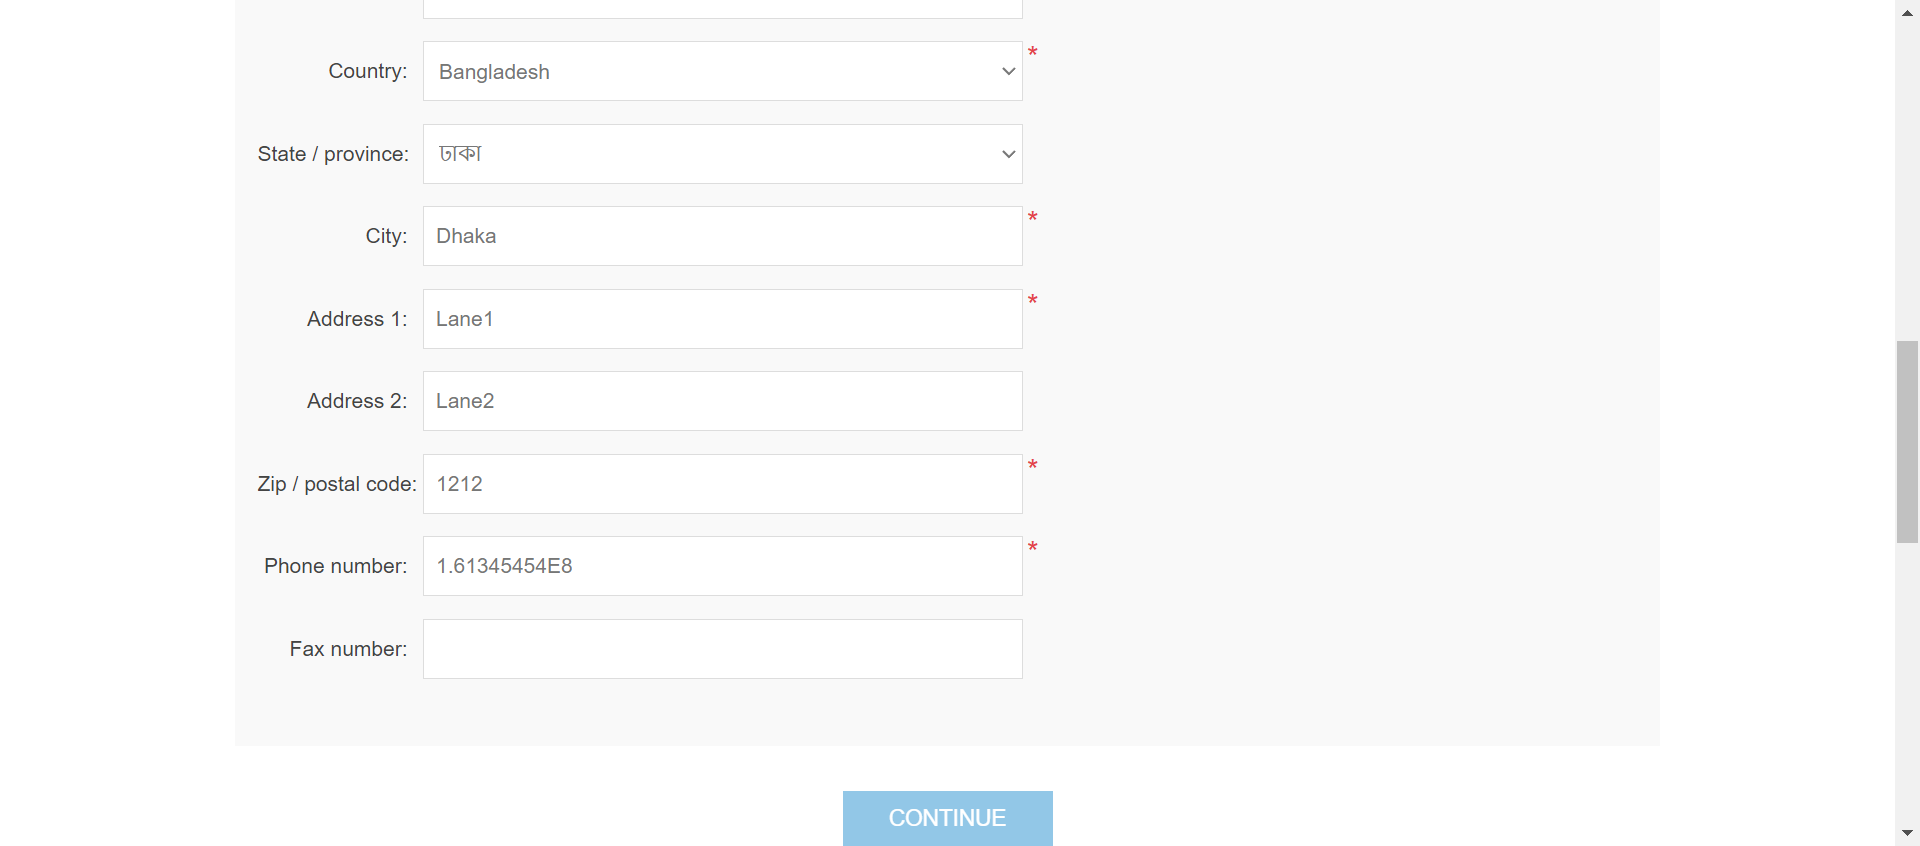 Country: Bangladesh *
State / province: ঢাকা
City: Dhaka *
Address 1: Lane1 *
Address 2: Lane2
Zip / postal code: 1212 *
Phone number: 1.61345454E8 *
Fax number:
CONTINUE